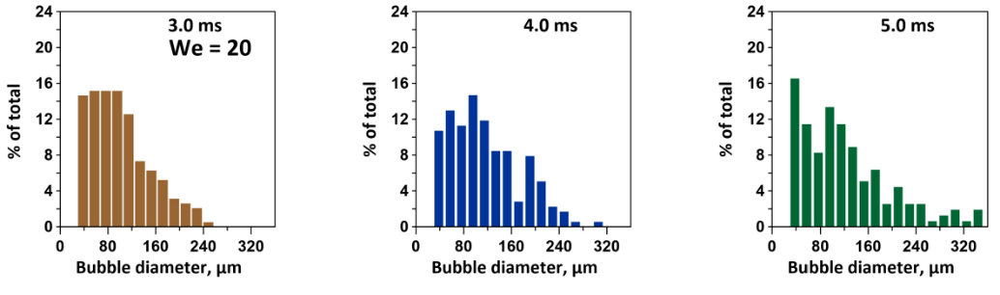 24
20
16
12
8
4
0
% of total
3.0 ms
We = 20
0 80 160 240 320
Bubble diameter, µm
24
20
16
12
8
4
0
% of total
4.0 ms
0 80 160 240 320
Bubble diameter, µm
24
20
16
12
8
4
0
% of total
5.0 ms
0 80 160 240 320
Bubble diameter, µm